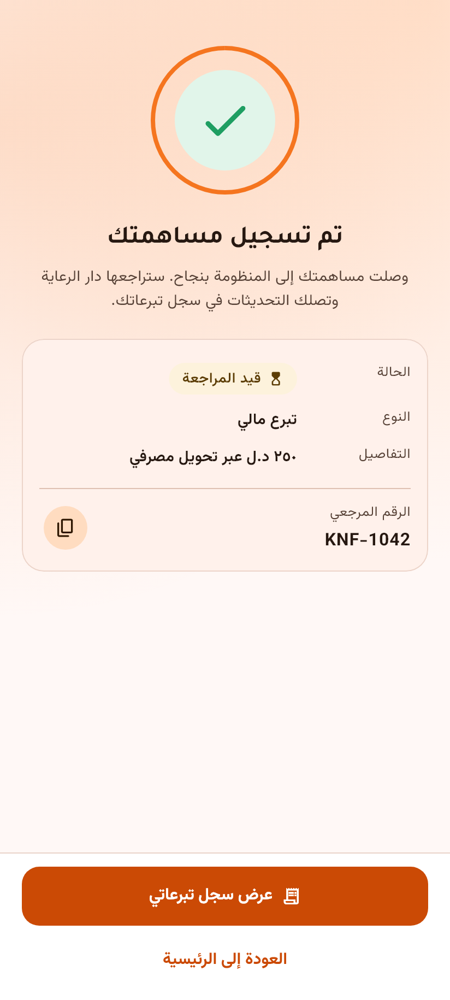 تم تسجيل مساهمتك
وصلت مساهمتك إلى المنظومة بنجاح. ستراجعها دار الرعاية
وتصلك التحديثات في سجل تبرعاتك.
الحالة
قيد المراجعة
النوع
تبرع مالي
التفاصيل
٢٥٠ د.ل عبر تحويل مصرفي
الرقم المرجعي
KNF-1042
عرض سجل تبرعاتي
العودة إلى الرئيسية